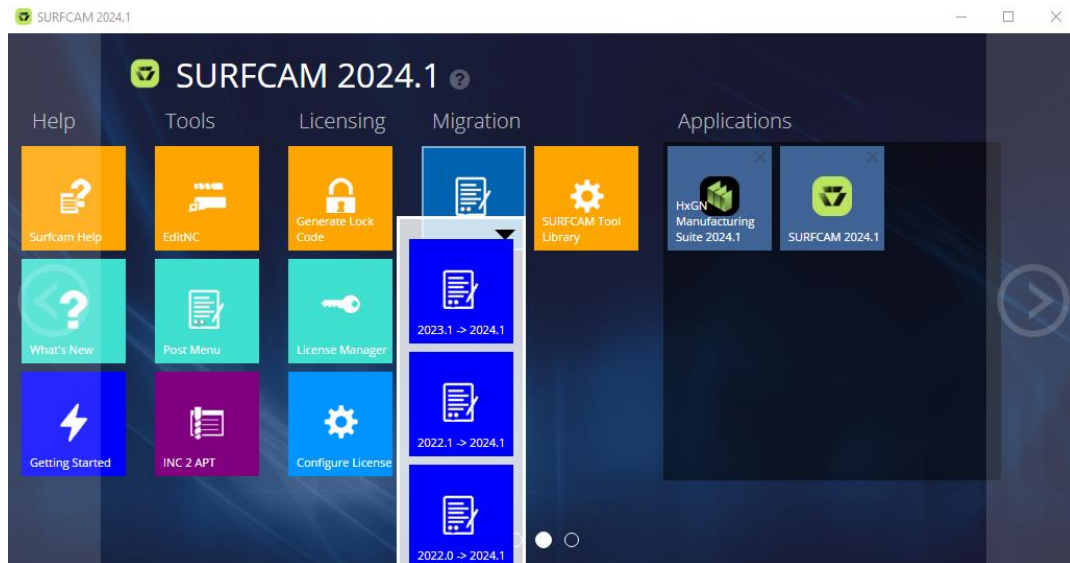 SURFCAM 2024.1
SURFCAM 2024.1 ?
Help
Tools
Licensing
Migration
Applications
Surfcam Help
EditNC
Generate Lock
Code
SURFCAM Tool
Library
HxGN
Manufacturing
Suite 2024.1
SURFCAM 2024.1
What's New
Post Menu
License Manager
2023.1 -> 2024.1
Getting Started
INC 2 APT
Configure License
2022.1 -> 2024.1
2022.0 -> 2024.1